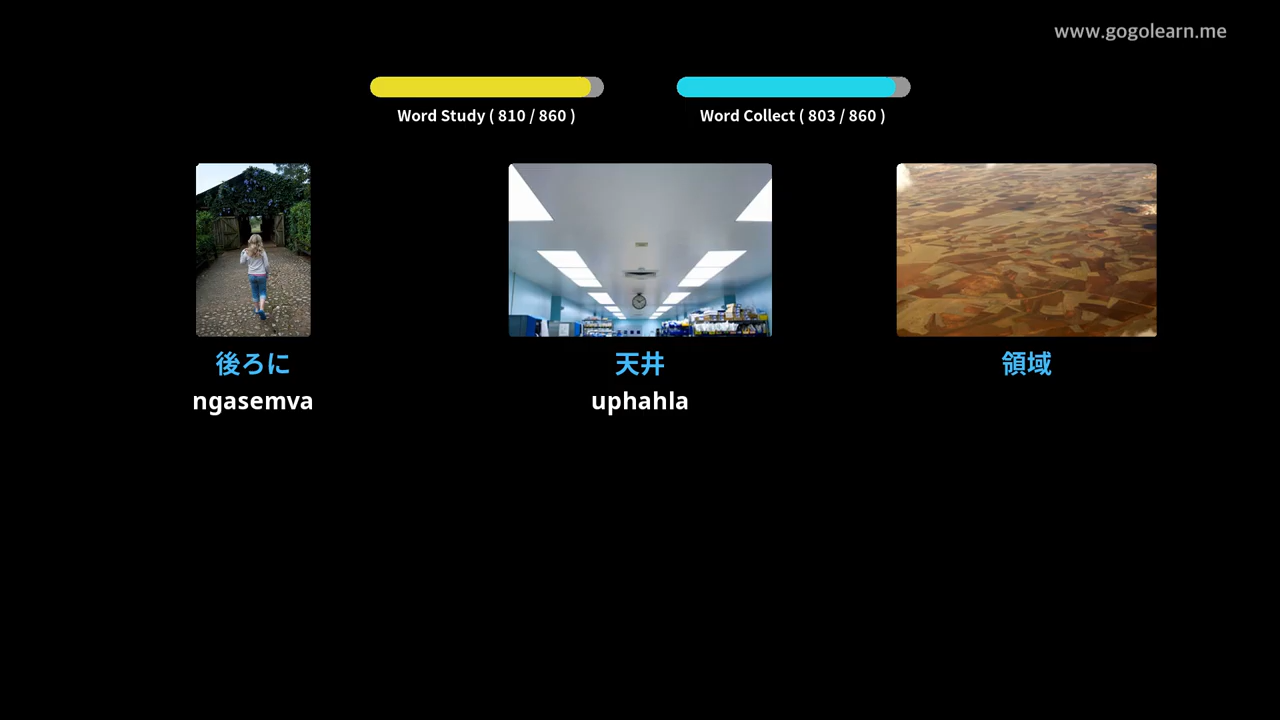 www.gogolearn.me
Word Study ( 810 / 860 )
Word Collect ( 803 / 860 )
後ろに
ngasemva
天井
uphahla
領域